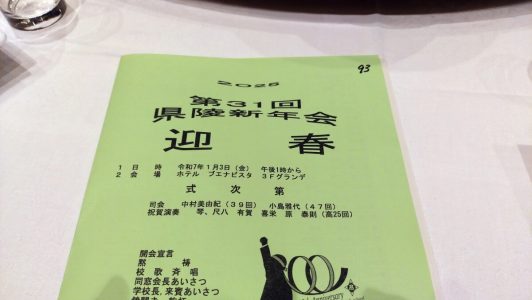 93
2025
第31回
県陵新年会
迎 春
1 日 時 令和7年1月3日(金) 午後1時から
2 会 場 ホテル ブエナビスタ 3Fグランデ
式 次 第
司会 中村美由紀(39回) 小島雅代(47回)
祝賀演奏 琴、尺八 有賀 喜栄 原 泰則(高25回)
開会宣言
黙 祷
校歌斉唱
同窓会長あいさつ
学校長,来賓あいさつ
Anniversary